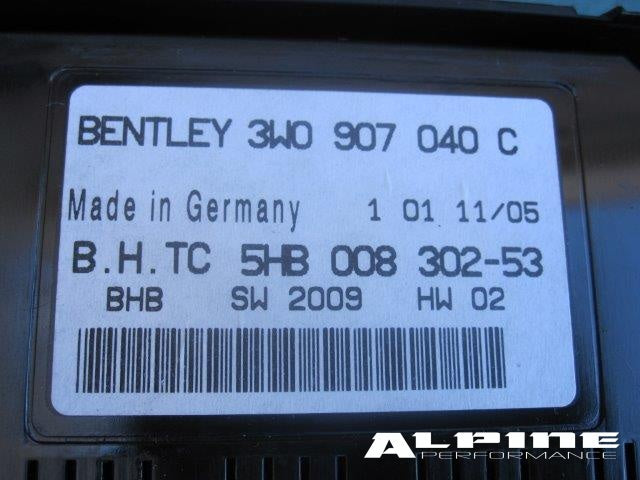 BENTLEY 3W0 907 040 C
Made in Germany 1 01 11/05
B.H.TC 5HB 008 302-53
BHB SW 2009 HW 02
ALPINE
PERFORMANCE